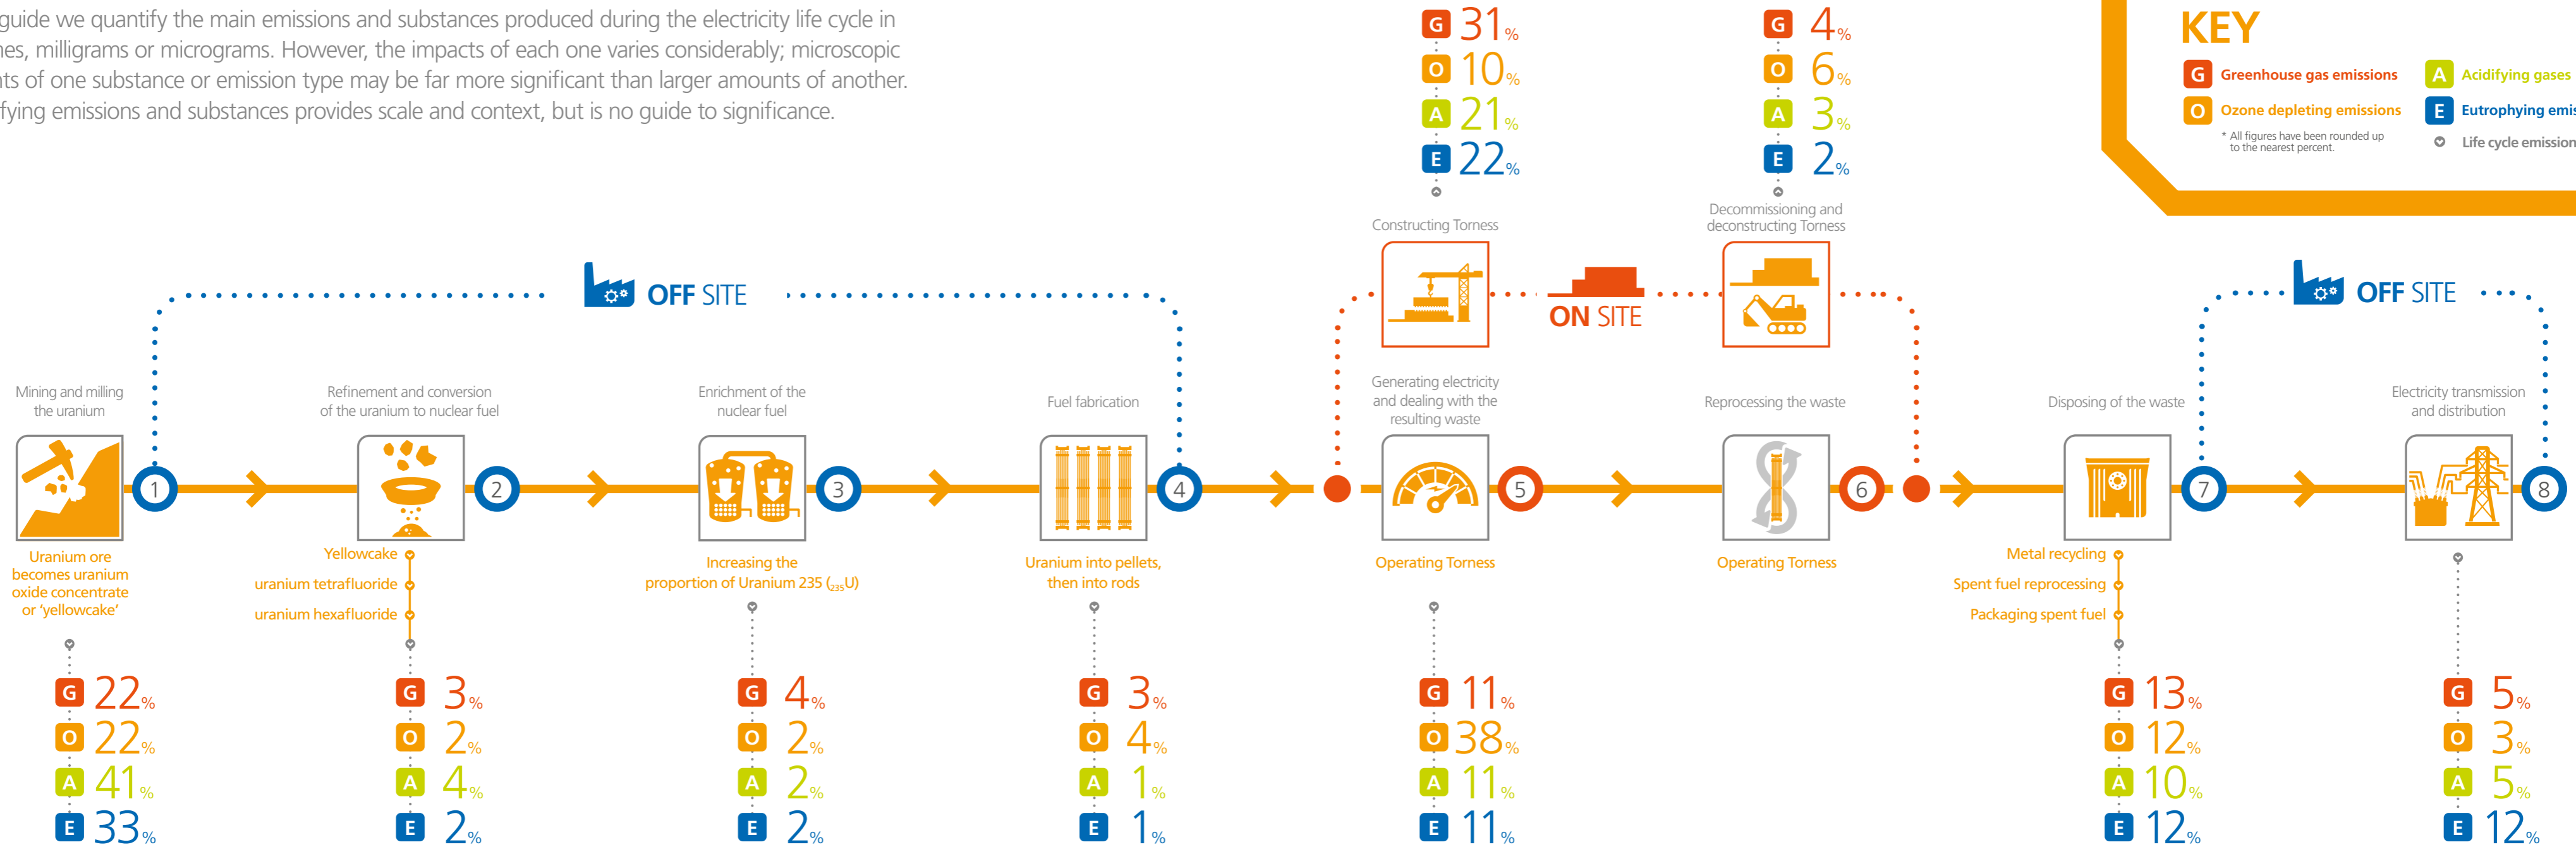 guide we quantify the main emissions and substances produced during the electricity life cycle in
nes, milligrams or micrograms. However, the impacts of each one varies considerably; microscopic
nts of one substance or emission type may be far more significant than larger amounts of another.
fying emissions and substances provides scale and context, but is no guide to significance.
G 31%
O 10%
A 21%
E 22%
Constructing Torness
G 4%
O 6%
A 3%
E 2%
Decommissioning and
deconstructing Torness
KEY
G Greenhouse gas emissions
A Acidifying gases
O Ozone depleting emissions
E Eutrophying emis
* All figures have been rounded up
to the nearest percent.
Life cycle emission
OFF SITE
ON SITE
OFF SITE
Mining and milling
the uranium
1
Uranium ore
becomes uranium
oxide concentrate
or ‘yellowcake’
G 22%
O 22%
A 41%
E 33%
Refinement and conversion
of the uranium to nuclear fuel
2
Yellowcake
uranium tetrafluoride
uranium hexafluoride
G 3%
O 2%
A 4%
E 2%
Enrichment of the
nuclear fuel
3
Increasing the
proportion of Uranium 235 (₂₃₅U)
G 4%
O 2%
A 2%
E 2%
Fuel fabrication
4
Uranium into pellets,
then into rods
G 3%
O 4%
A 1%
E 1%
Generating electricity
and dealing with the
resulting waste
5
Operating Torness
G 11%
O 38%
A 11%
E 11%
Reprocessing the waste
6
Operating Torness
Disposing of the waste
7
Metal recycling
Spent fuel reprocessing
Packaging spent fuel
G 13%
O 12%
A 10%
E 12%
Electricity transmission
and distribution
8
G 5%
O 3%
A 5%
E 12%